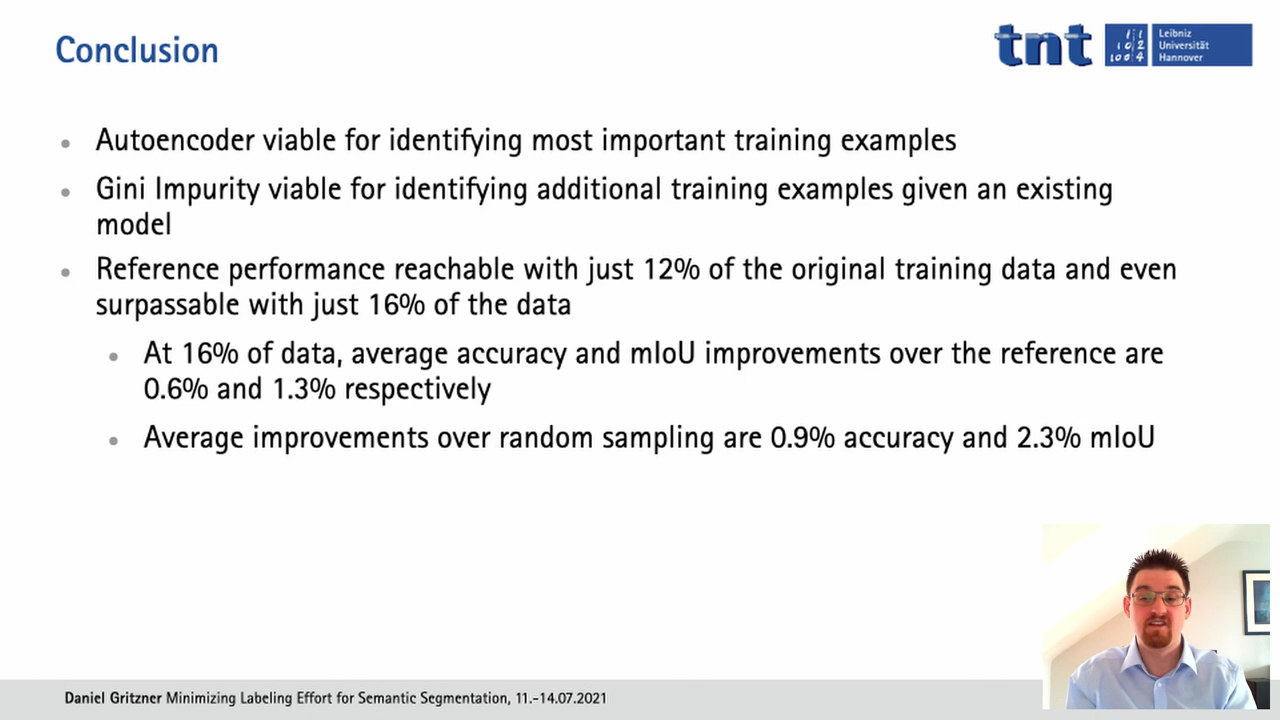 Conclusion
tnt
Leibniz
Universität
Hannover
Autoencoder viable for identifying most important training examples
Gini Impurity viable for identifying additional training examples given an existing
model
Reference performance reachable with just 12% of the original training data and even
surpassable with just 16% of the data
At 16% of data, average accuracy and mIoU improvements over the reference are
0.6% and 1.3% respectively
Average improvements over random sampling are 0.9% accuracy and 2.3% mIoU
Daniel Gritzner Minimizing Labeling Effort for Semantic Segmentation, 11.-14.07.2021